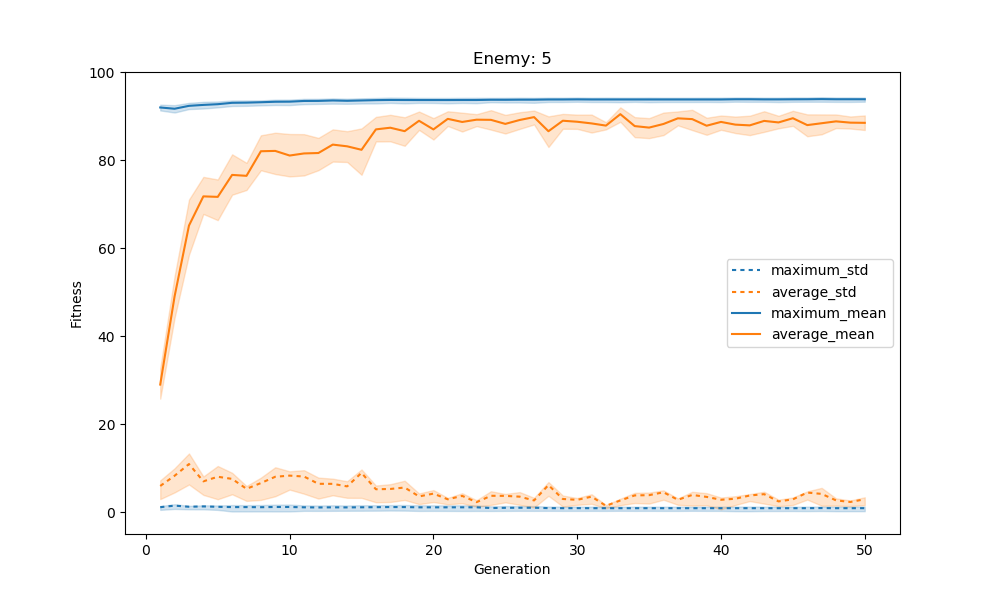 Enemy: 5
100
80
60
40
20
0
Fitness
maximum_std
average_std
maximum_mean
average_mean
0 10 20 30 40 50
Generation